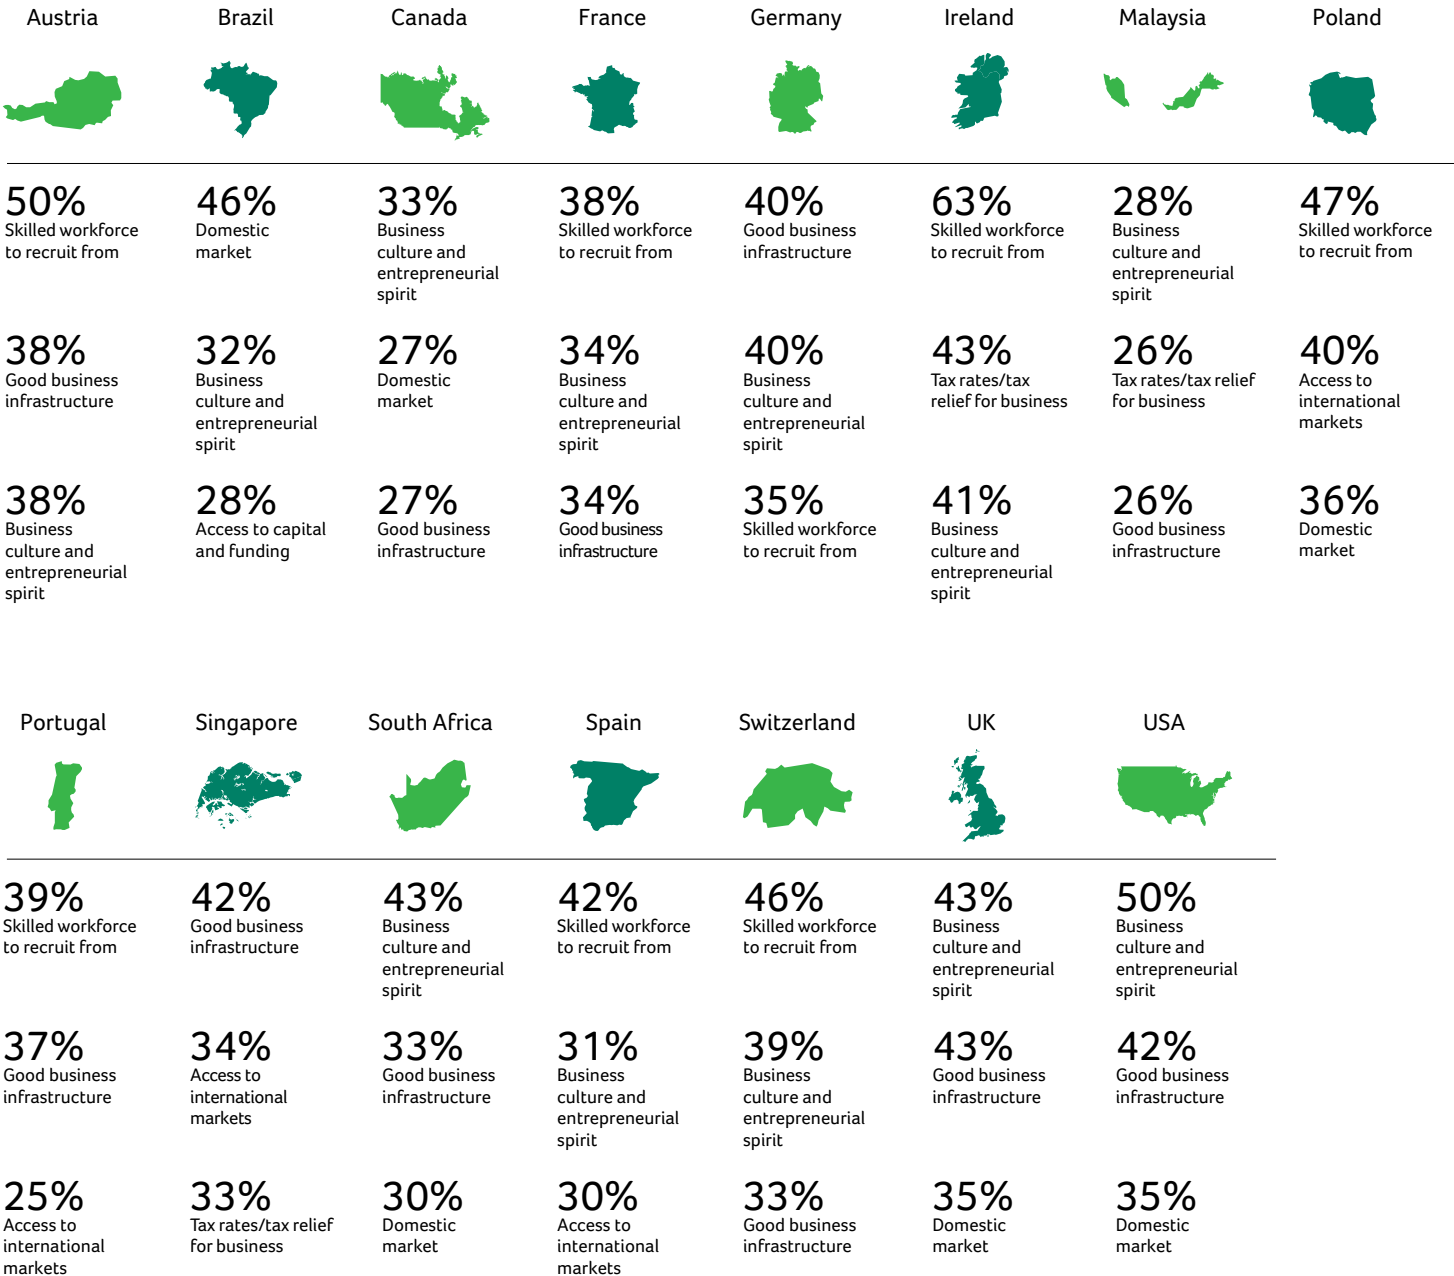 Austria
Brazil
Canada
France
Germany
Ireland
Malaysia
Poland
50%
Skilled workforce
to recruit from
46%
Domestic
market
33%
Business
culture and
entrepreneurial
spirit
38%
Skilled workforce
to recruit from
40%
Good business
infrastructure
63%
Skilled workforce
to recruit from
28%
Business
culture and
entrepreneurial
spirit
47%
Skilled workforce
to recruit from
38%
Good business
infrastructure
32%
Business
culture and
entrepreneurial
spirit
27%
Domestic
market
34%
Business
culture and
entrepreneurial
spirit
40%
Business
culture and
entrepreneurial
spirit
43%
Tax rates/tax
relief for business
26%
Tax rates/tax relief
for business
40%
Access to
international
markets
38%
Business
culture and
entrepreneurial
spirit
28%
Access to capital
and funding
27%
Good business
infrastructure
34%
Good business
infrastructure
35%
Skilled workforce
to recruit from
41%
Business
culture and
entrepreneurial
spirit
26%
Good business
infrastructure
36%
Domestic
market
Portugal
Singapore
South Africa
Spain
Switzerland
UK
USA
39%
Skilled workforce
to recruit from
42%
Good business
infrastructure
43%
Business
culture and
entrepreneurial
spirit
42%
Skilled workforce
to recruit from
46%
Skilled workforce
to recruit from
43%
Business
culture and
entrepreneurial
spirit
50%
Business
culture and
entrepreneurial
spirit
37%
Good business
infrastructure
34%
Access to
international
markets
33%
Good business
infrastructure
31%
Business
culture and
entrepreneurial
spirit
39%
Business
culture and
entrepreneurial
spirit
43%
Good business
infrastructure
42%
Good business
infrastructure
25%
Access to
international
markets
33%
Tax rates/tax relief
for business
30%
Domestic
market
30%
Access to
international
markets
33%
Good business
infrastructure
35%
Domestic
market
35%
Domestic
market